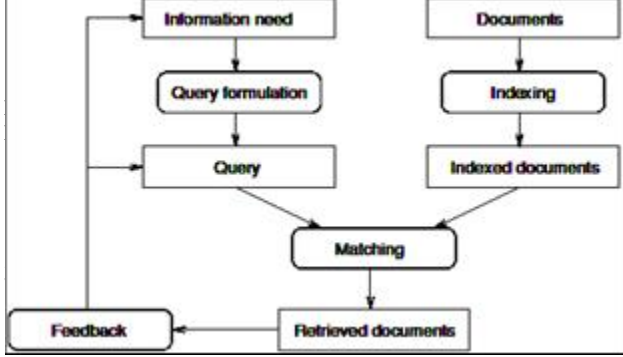 Information need
Documents
Query formulation
Indexing
Query
Indexed documents
Matching
Feedback
Retrieved documents